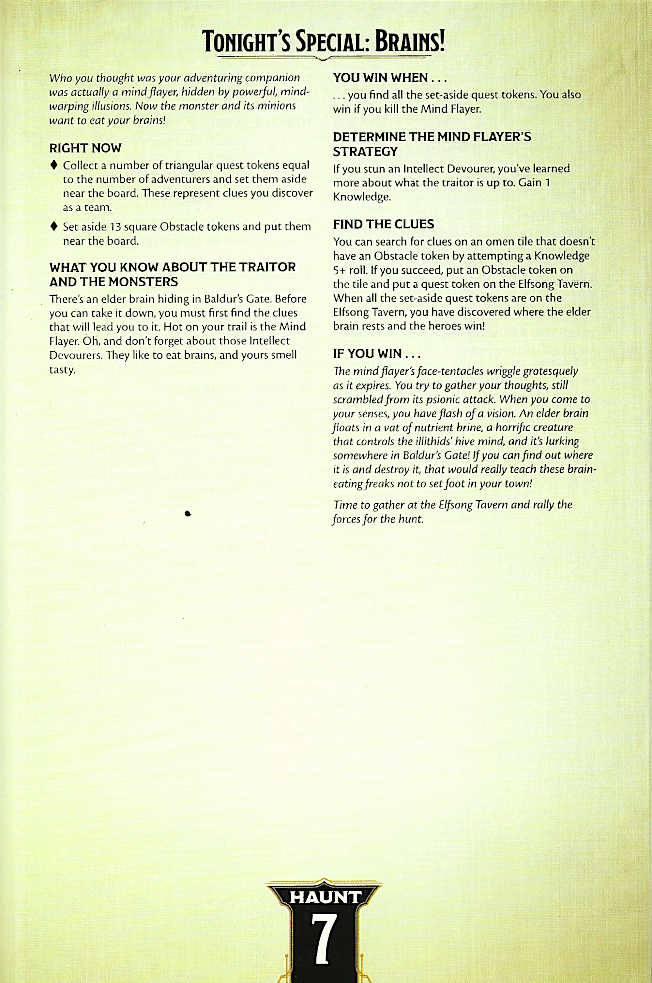 TONIGHT'S SPECIAL: BRAINS!
Who you thought was your adventuring companion
was actually a mind flayer, hidden by powerful, mind-
warping illusions. Now the monster and its minions
want to eat your brains!
RIGHT NOW
♦ Collect a number of triangular quest tokens equal
to the number of adventurers and set them aside
near the board. These represent clues you discover
as a team.
♦ Set aside 13 square Obstacle tokens and put them
near the board.
WHAT YOU KNOW ABOUT THE TRAITOR
AND THE MONSTERS
There's an elder brain hiding in Baldur's Gate. Before
you can take it down, you must first find the clues
that will lead you to it. Hot on your trail is the Mind
Flayer. Oh, and don't forget about those Intellect
Devourers. They like to eat brains, and yours smell
tasty.
YOU WIN WHEN . . .
. . . you find all the set-aside quest tokens. You also
win if you kill the Mind Flayer.
DETERMINE THE MIND FLAYER'S
STRATEGY
If you stun an Intellect Devourer, you've learned
more about what the traitor is up to. Gain 1
Knowledge.
FIND THE CLUES
You can search for clues on an omen tile that doesn't
have an Obstacle token by attempting a Knowledge
5+ roll. If you succeed, put an Obstacle token on
the tile and put a quest token on the Elfsong Tavern.
When all the set-aside quest tokens are on the
Elfsong Tavern, you have discovered where the elder
brain rests and the heroes win!
IF YOU WIN . . .
The mind flayer's face-tentacles wriggle grotesquely
as it expires. You try to gather your thoughts, still
scrambled from its psionic attack. When you come to
your senses, you have flash of a vision. An elder brain
floats in a vat of nutrient brine, a horrific creature
that controls the illithids' hive mind, and it's lurking
somewhere in Baldur's Gate! If you can find out where
it is and destroy it, that would really teach these brain-
eating freaks not to set foot in your town!
Time to gather at the Elfsong Tavern and rally the
forces for the hunt.
HAUNT
7